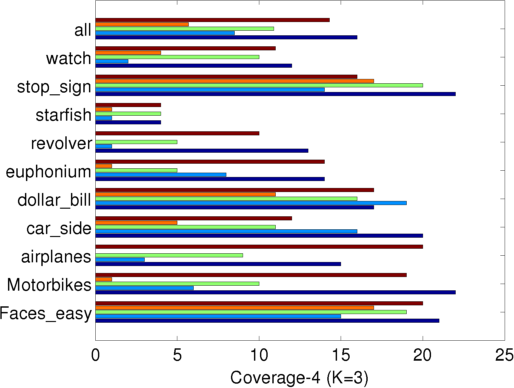 all
watch
stop_sign
starfish
revolver
euphonium
dollar_bill
car_side
airplanes
Motorbikes
Faces_easy
0 5 10 15 20 25
Coverage-4 (K=3)